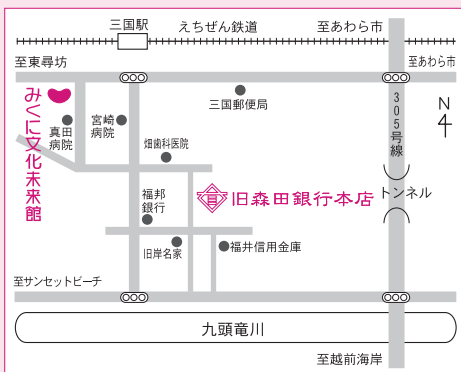 三国駅
えちぜん鉄道
至あわら市
至東尋坊
至あわら市
みくに文化未来館
真田
病院
宮崎
病院
三国郵便局
305号線
N
4
畑歯科医院
福邦
銀行
旧森田銀行本店
トンネル
旧岸名家
福井信用金庫
至サンセットビーチ
九頭竜川
至越前海岸